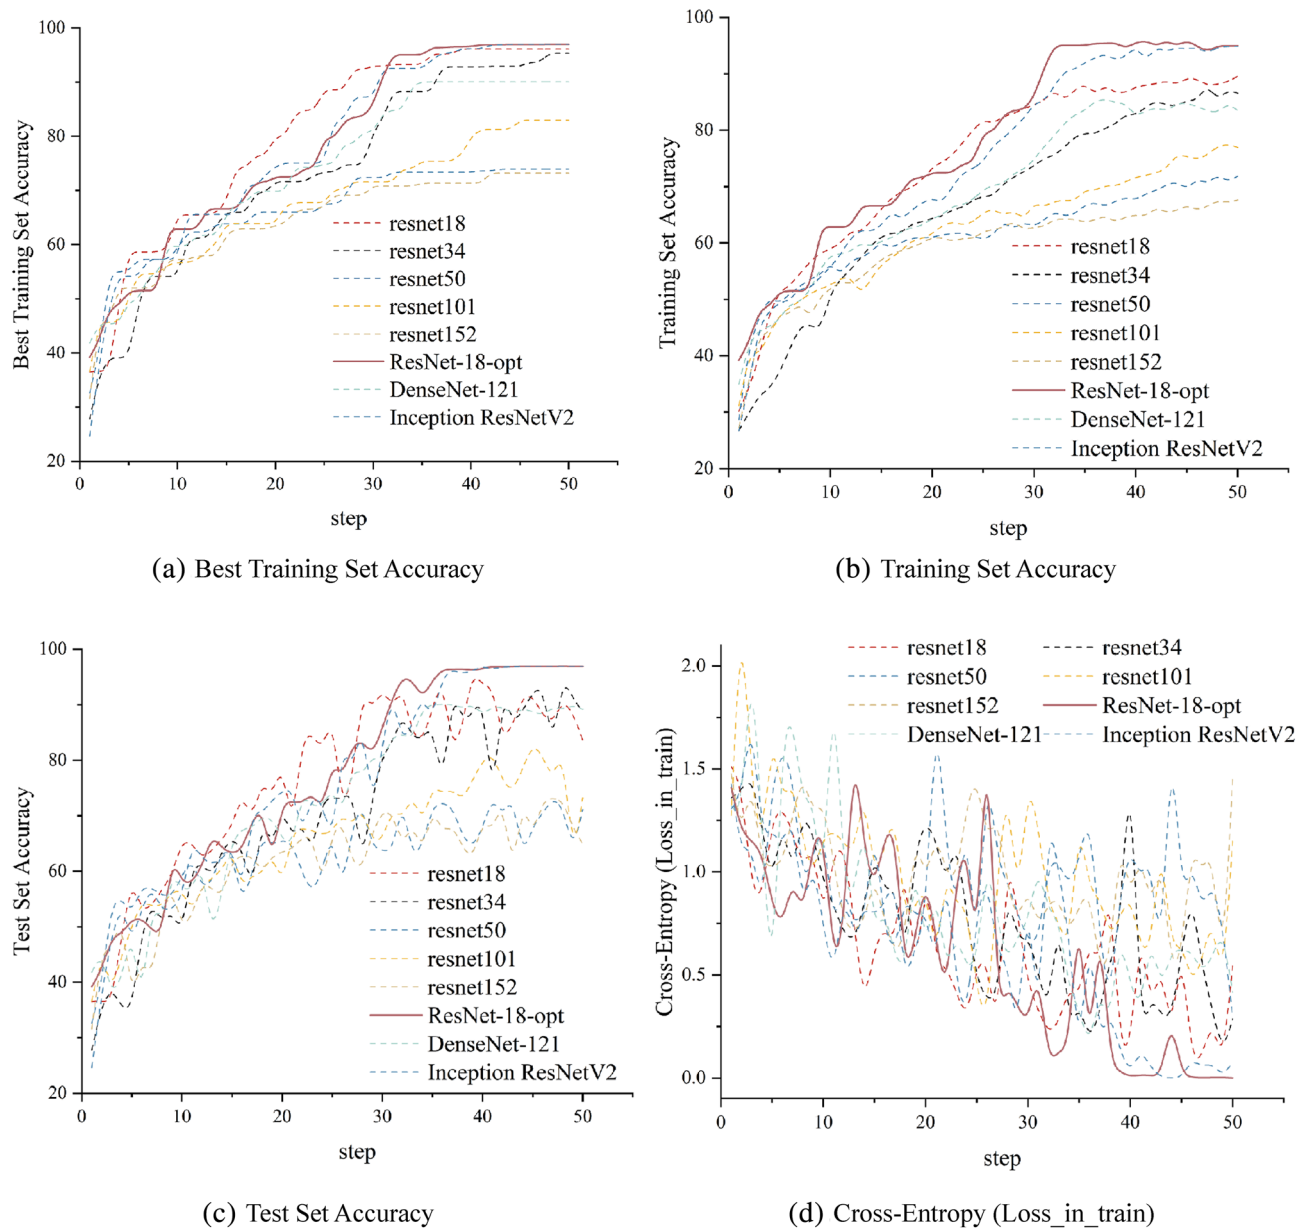 100
80
60
40
20
Best Training Set Accuracy
resnet18
resnet34
resnet50
resnet101
resnet152
ResNet-18-opt
DenseNet-121
Inception ResNetV2
0 10 20 30 40 50
step
(a) Best Training Set Accuracy
100
80
60
40
20
Training Set Accuracy
resnet18
resnet34
resnet50
resnet101
resnet152
ResNet-18-opt
DenseNet-121
Inception ResNetV2
0 10 20 30 40 50
step
(b) Training Set Accuracy
100
80
60
40
20
Test Set Accuracy
resnet18
resnet34
resnet50
resnet101
resnet152
ResNet-18-opt
DenseNet-121
Inception ResNetV2
0 10 20 30 40 50
step
(c) Test Set Accuracy
resnet18 resnet34
resnet50 resnet101
resnet152 ResNet-18-opt
DenseNet-121 Inception ResNetV2
2.0
1.5
1.0
0.5
0.0
Cross-Entropy (Loss_in_train)
0 10 20 30 40 50
step
(d) Cross-Entropy (Loss_in_train)